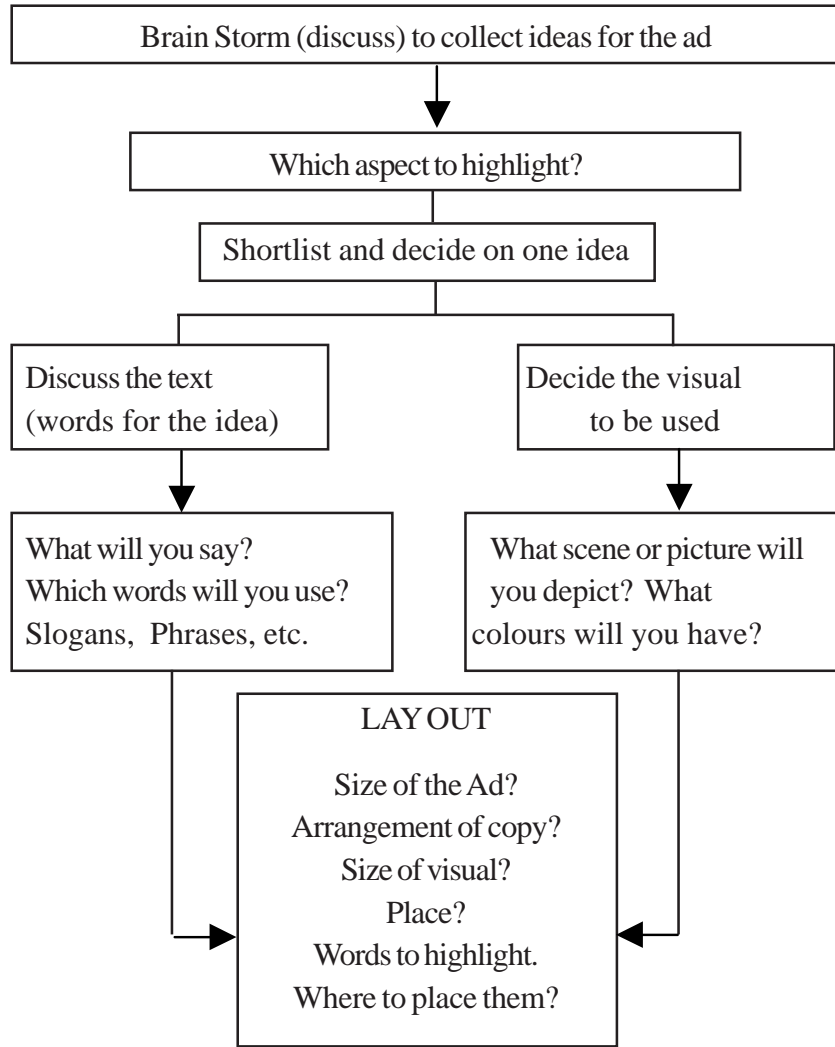 Brain Storm (discuss) to collect ideas for the ad
Which aspect to highlight?
Shortlist and decide on one idea
Discuss the text
(words for the idea)
Decide the visual
to be used
What will you say?
Which words will you use?
Slogans, Phrases, etc.
What scene or picture will
you depict? What
colours will you have?
LAY OUT
Size of the Ad?
Arrangement of copy?
Size of visual?
Place?
Words to highlight.
Where to place them?